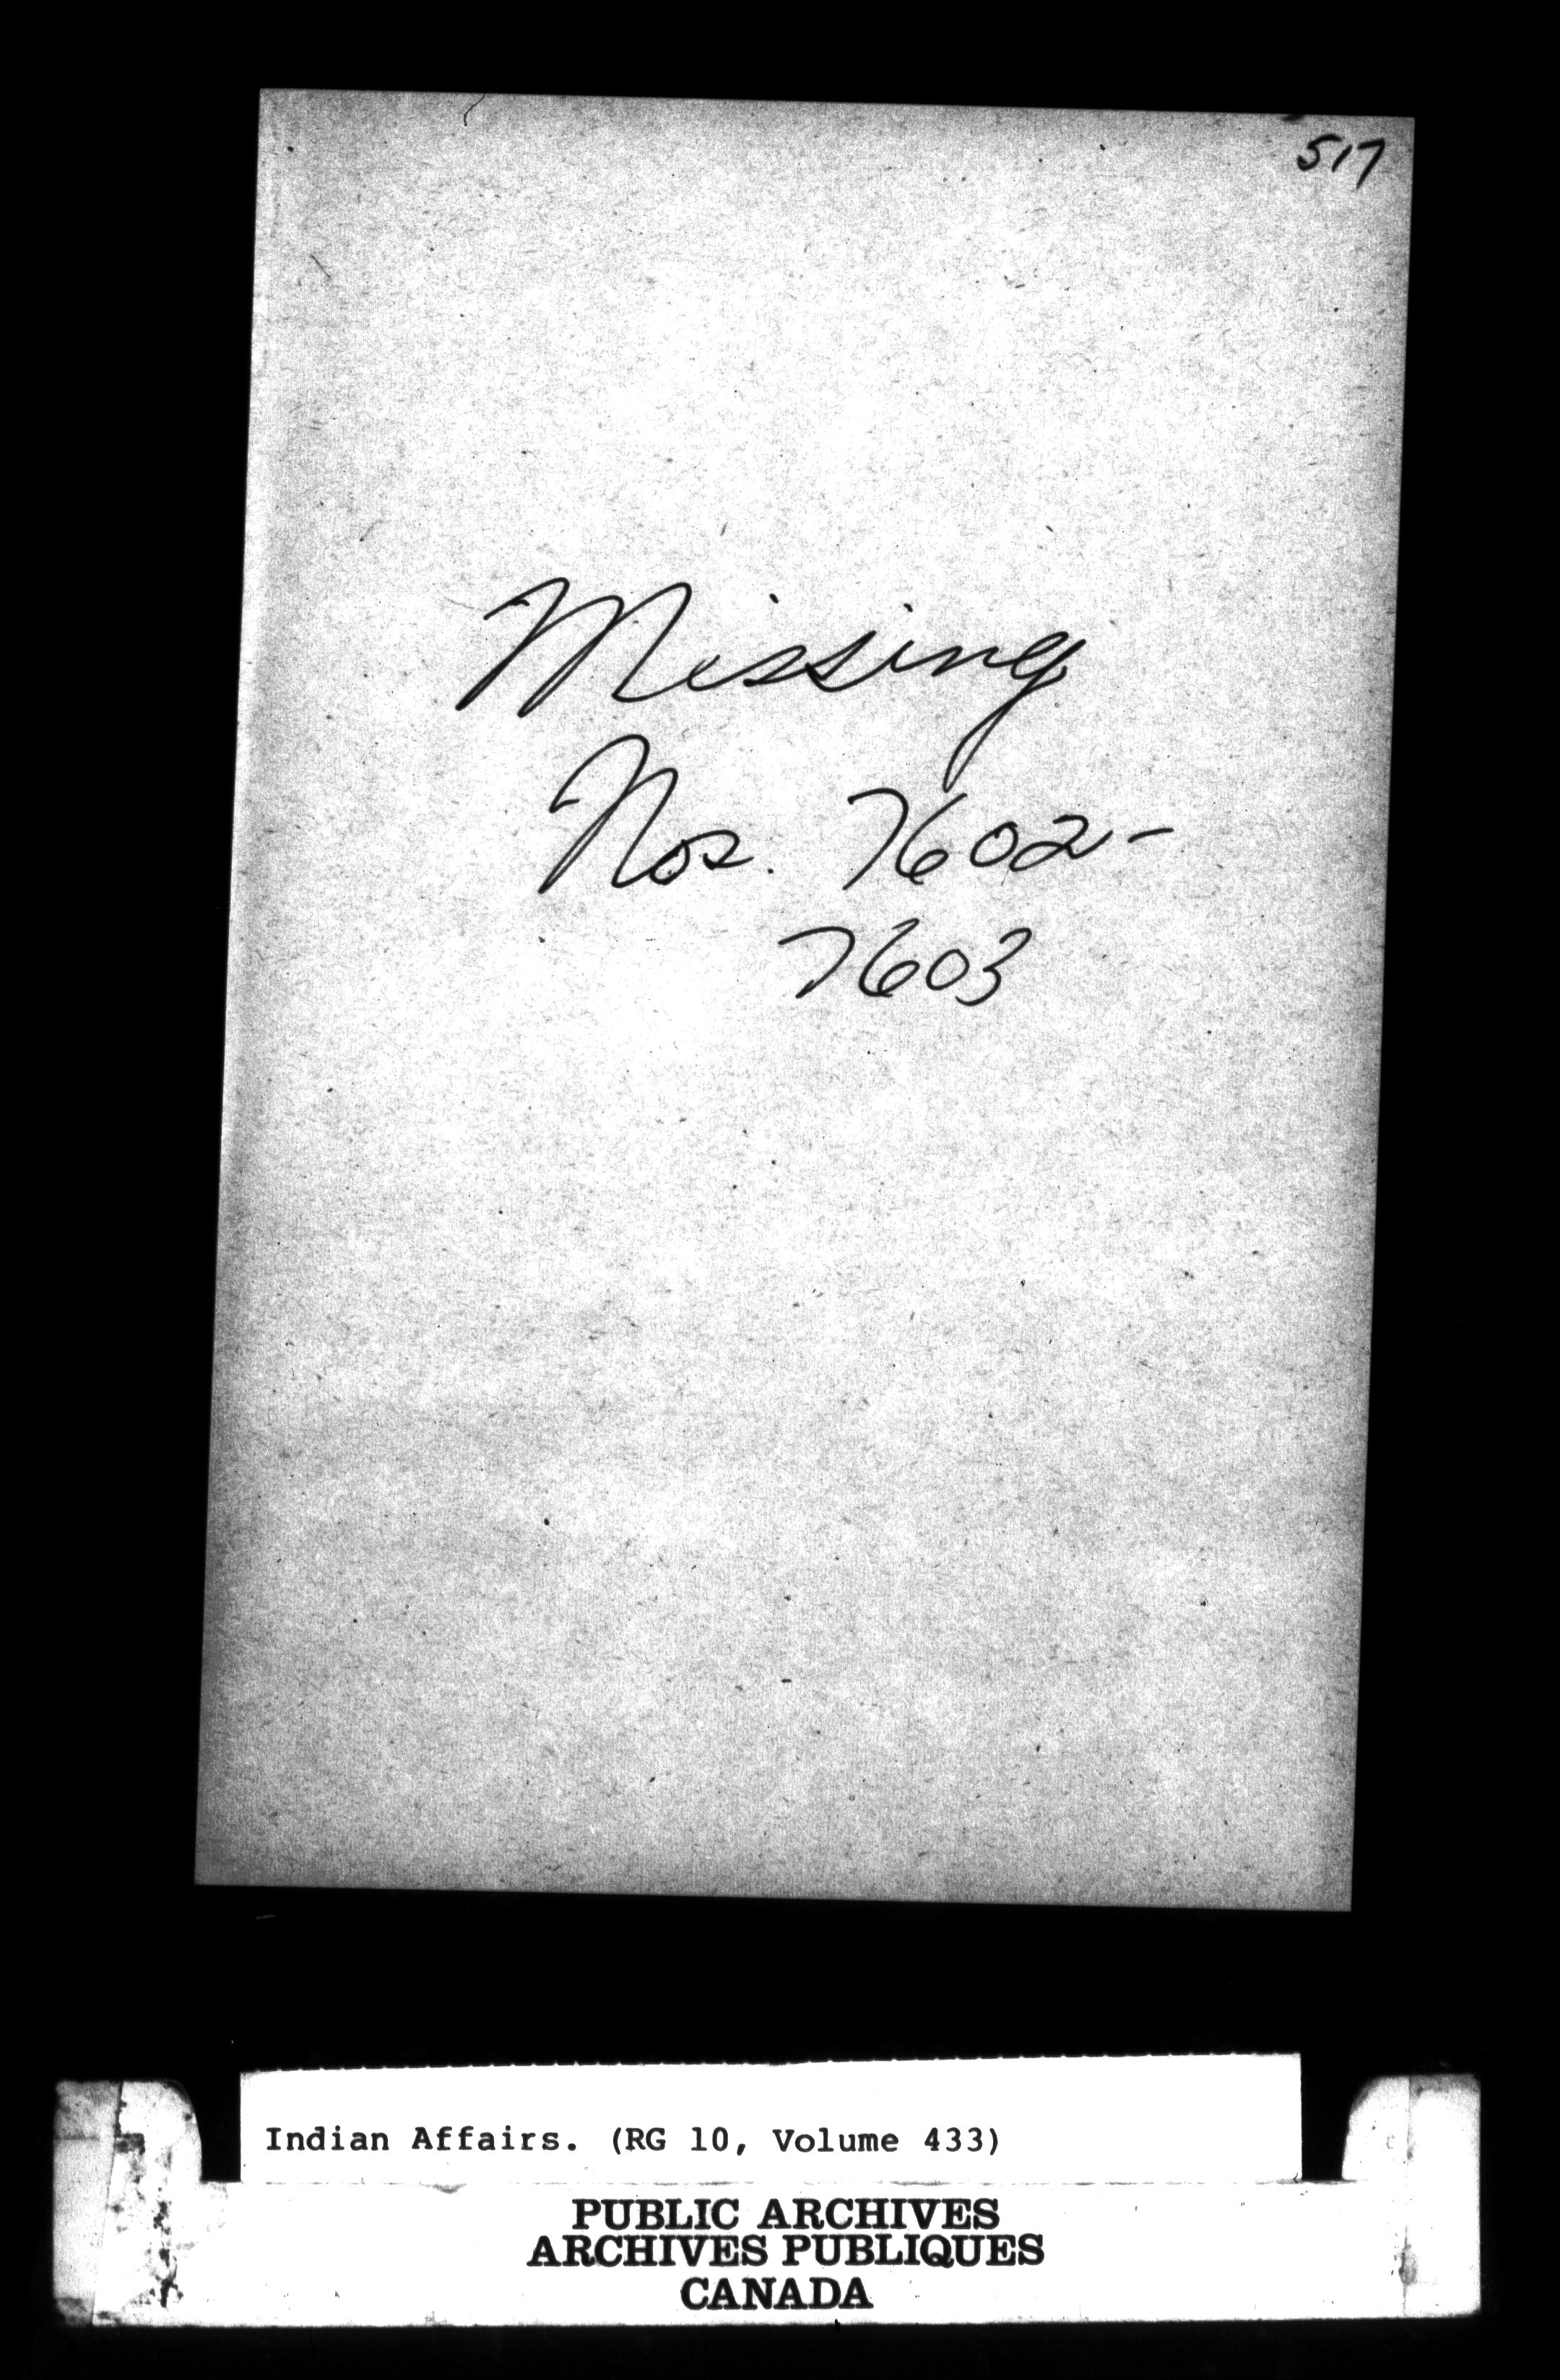 517
Missing
Nos. 7602-
7603
Indian Affairs. (RG 10, Volume 433)
PUBLIC ARCHIVES
ARCHIVES PUBLIQUES
CANADA